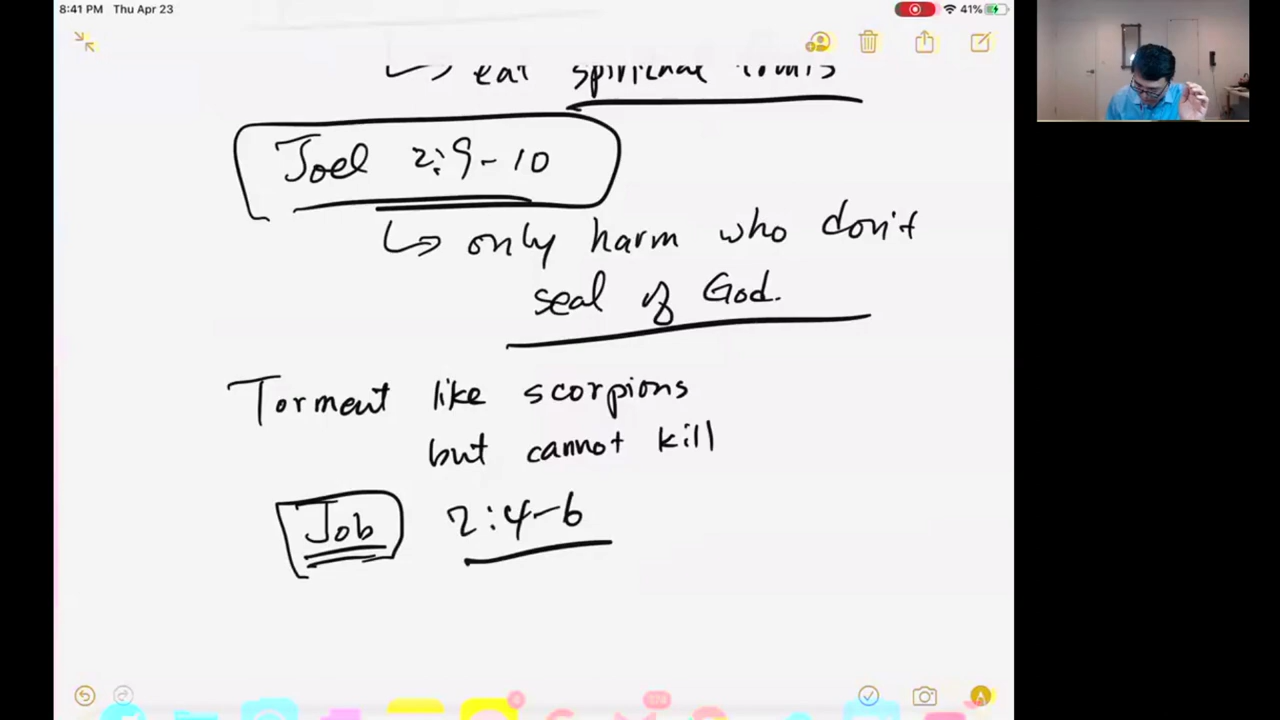 8:41 PM Thu Apr 23
41%
↳ eat spiritual fruits
Joel 2:9-10
↳ only harm who don't
seal of God.
Torment like scorpions
but cannot kill
Job 2:4-6